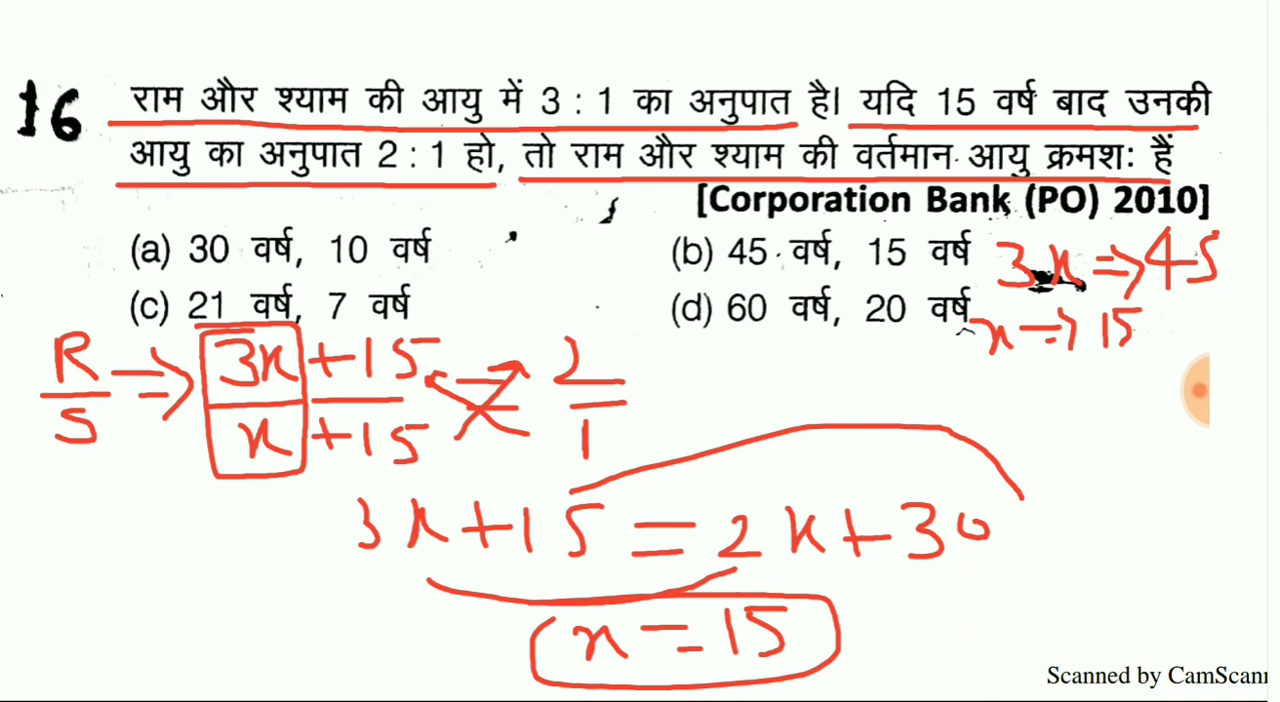 16 राम और श्याम की आयु में 3 : 1 का अनुपात है। यदि 15 वर्ष बाद उनकी
आयु का अनुपात 2 : 1 हो, तो राम और श्याम की वर्तमान आयु क्रमशः हैं
[Corporation Bank (PO) 2010]
(a) 30 वर्ष, 10 वर्ष (b) 45 वर्ष, 15 वर्ष
(c) 21 वर्ष, 7 वर्ष (d) 60 वर्ष, 20 वर्ष
3x ⇒ 45
x ⇒ 15
R/S ⇒ 3x+15/x+15 = 2/1
3x+15 = 2x+30
x = 15
Scanned by CamScann